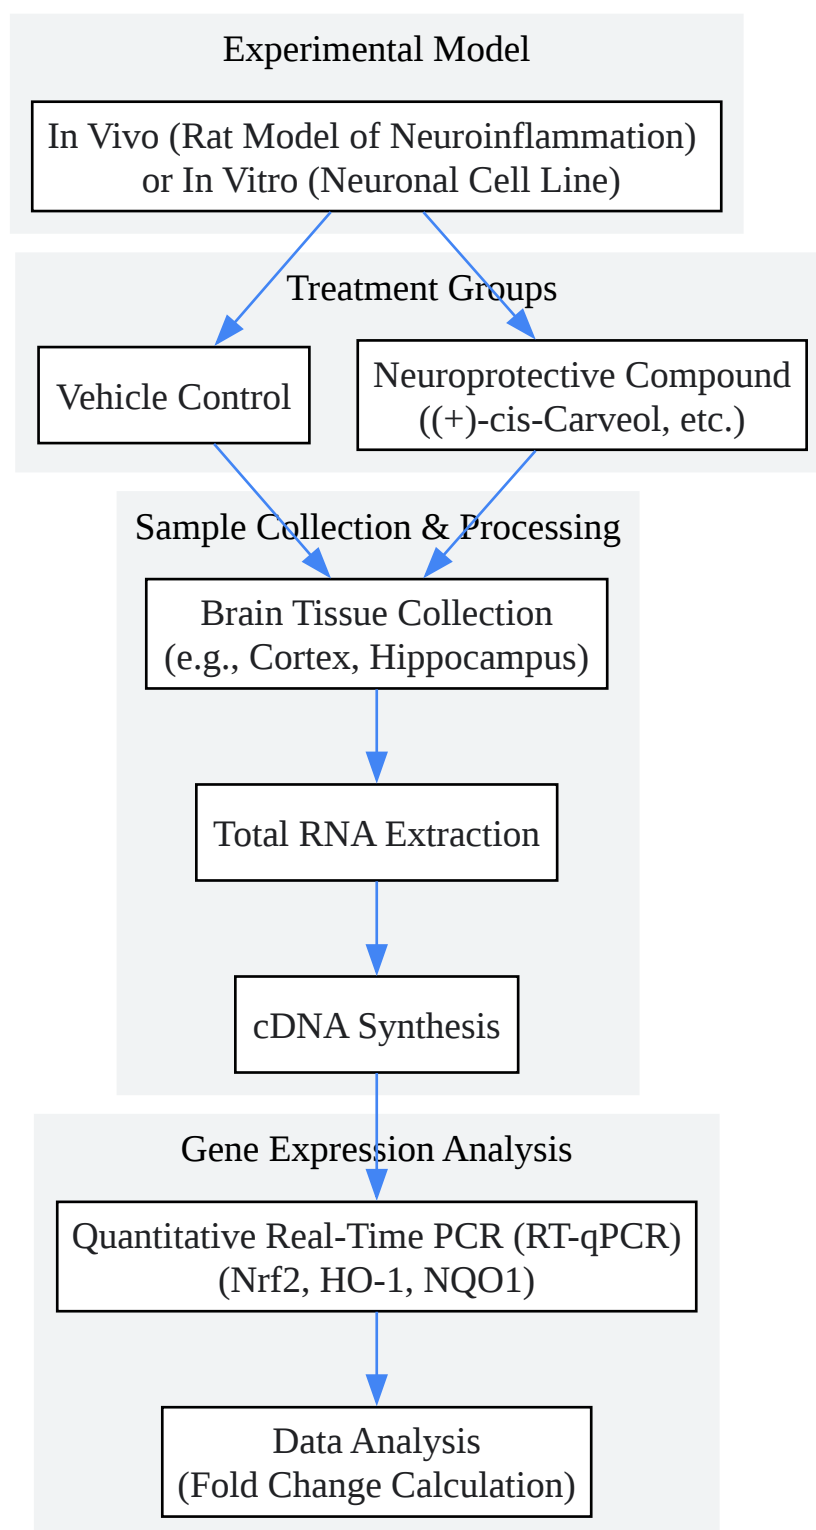 Experimental Model
In Vivo (Rat Model of Neuroinflammation)
or In Vitro (Neuronal Cell Line)
Treatment Groups
Vehicle Control
Neuroprotective Compound
((+)-cis-Carveol, etc.)
Sample Collection & Processing
Brain Tissue Collection
(e.g., Cortex, Hippocampus)
Total RNA Extraction
cDNA Synthesis
Gene Expression Analysis
Quantitative Real-Time PCR (RT-qPCR)
(Nrf2, HO-1, NQO1)
Data Analysis
(Fold Change Calculation)